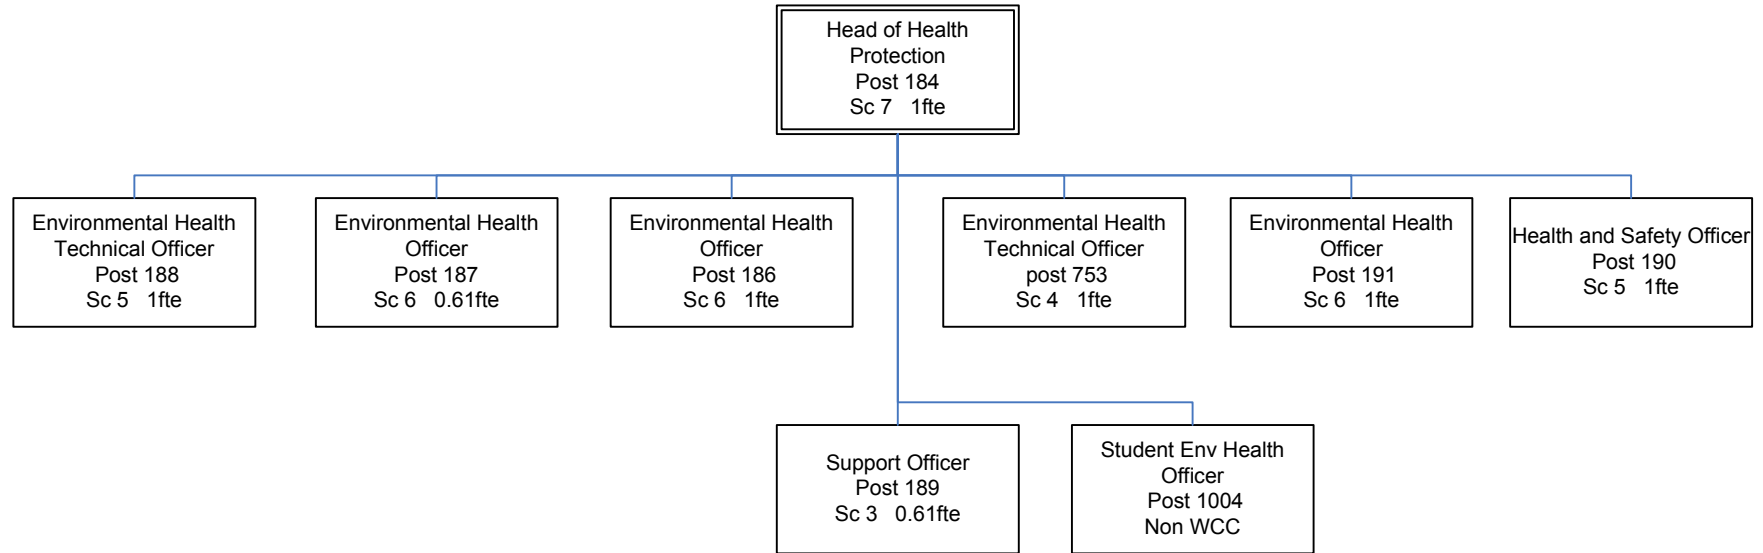 Head of Health
Protection
Post 184
Sc 7   1fte
Environmental Health
Technical Officer
Post 188
Sc 5   1fte
Environmental Health
Officer
Post 187
Sc 6   0.61fte
Environmental Health
Officer
Post 186
Sc 6   1fte
Environmental Health
Technical Officer
post 753
Sc 4   1fte
Environmental Health
Officer
Post 191
Sc 6   1fte
Health and Safety Officer
Post 190
Sc 5   1fte
Support Officer
Post 189
Sc 3   0.61fte
Student Env Health
Officer
Post 1004
Non WCC